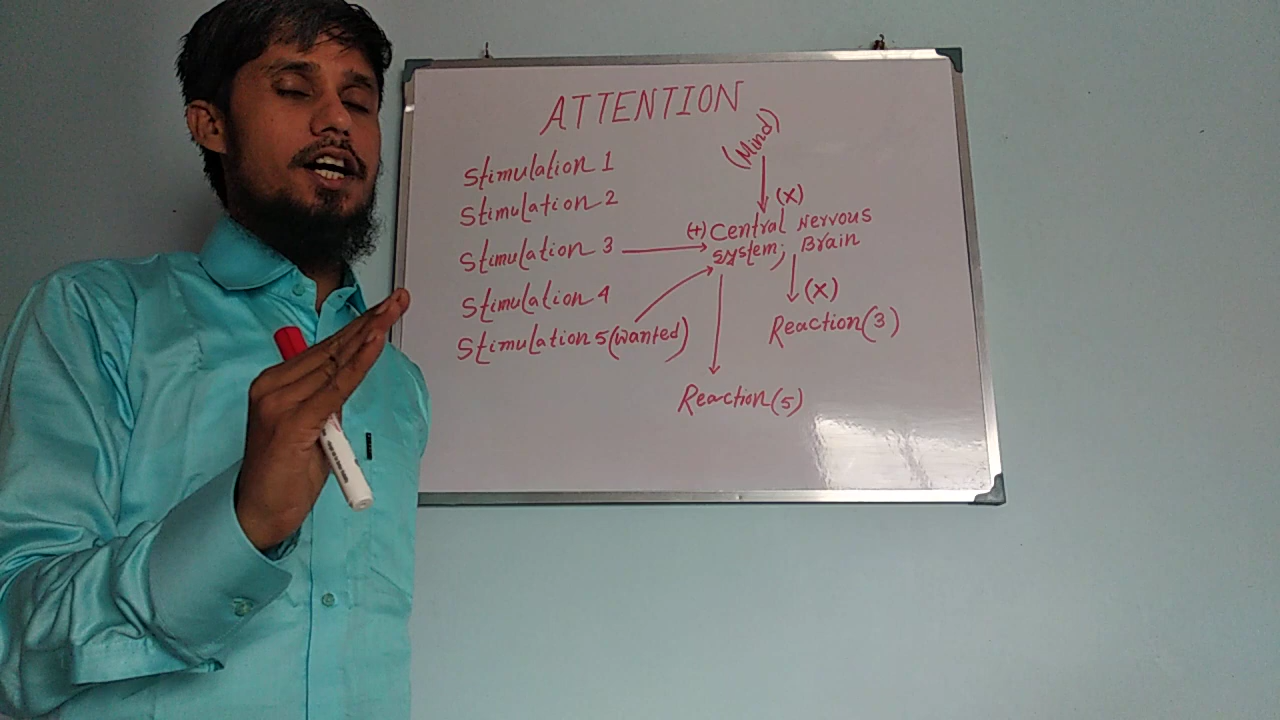 ATTENTION
(Mind)
Stimulation 1
Stimulation 2
(x)
Stimulation 3
(+) Central Nervous
System; Brain
Stimulation 4
(x)
Stimulation 5 (wanted)
Reaction (3)
Reaction (5)